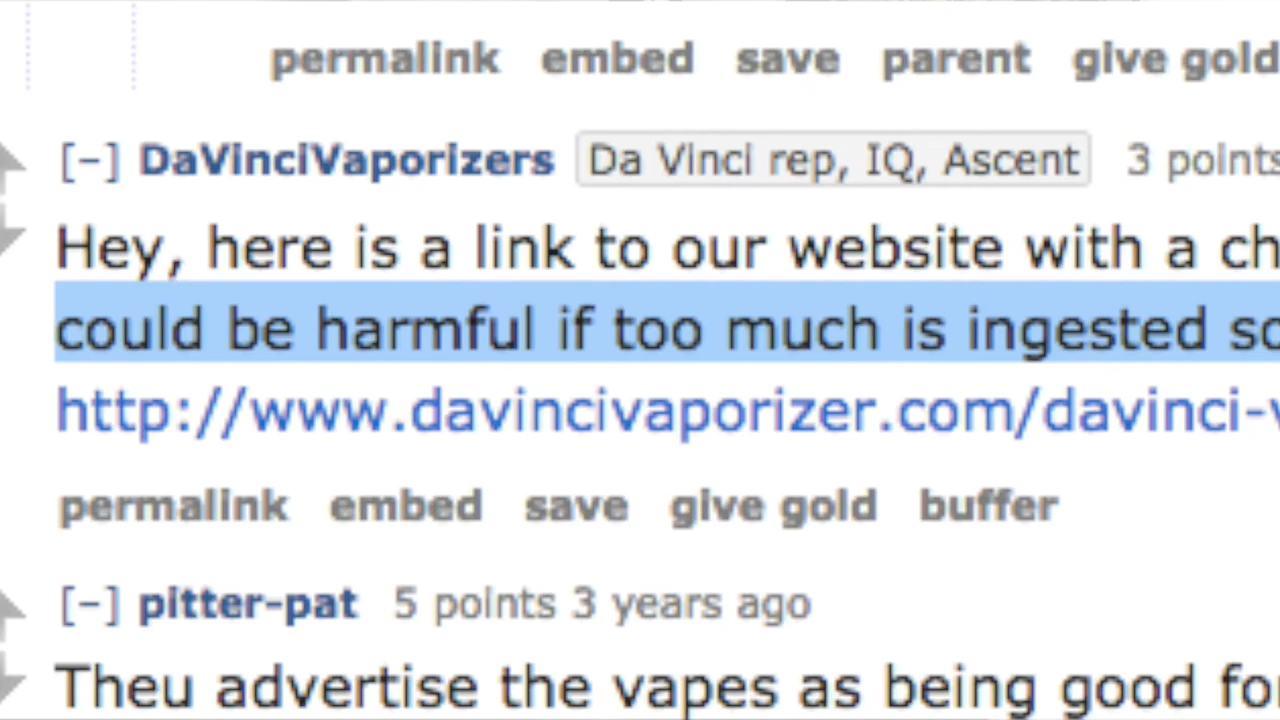 permalink embed save parent give gold
[–] DaVinciVaporizers Da Vinci rep, IQ, Ascent 3 points
Hey, here is a link to our website with a
could be harmful if too much is ingested
http://www.davincivaporizer.com/davinci-
permalink embed save give gold buffer
[–] pitter-pat 5 points 3 years ago
Theu advertise the vapes as being good